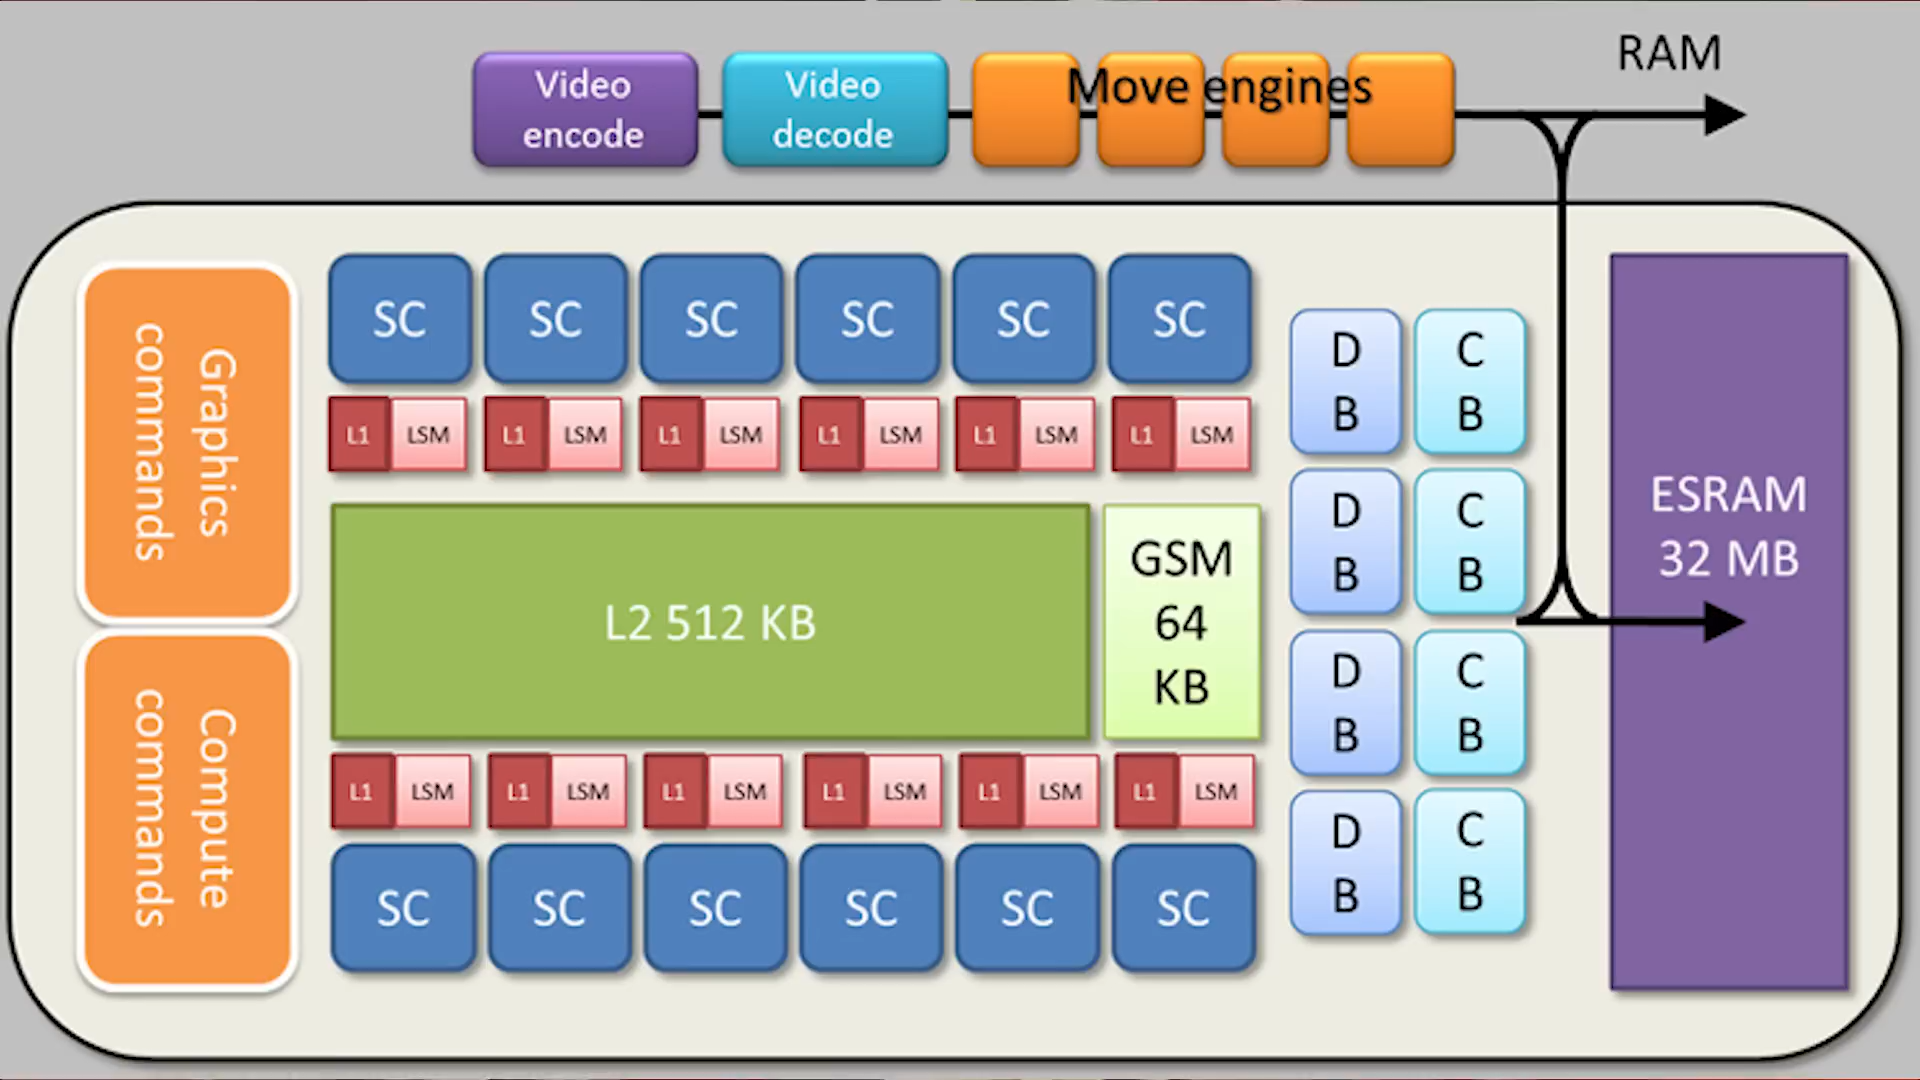 RAM
Video
encode
Video
decode
Move engines
Graphics
commands
SC SC SC SC SC SC
L1 LSM L1 LSM L1 LSM L1 LSM L1 LSM L1 LSM
L2 512 KB
GSM
64
KB
Compute
commands
L1 LSM L1 LSM L1 LSM L1 LSM L1 LSM L1 LSM
SC SC SC SC SC SC
D
B
C
B
D
B
C
B
D
B
C
B
D
B
C
B
ESRAM
32 MB